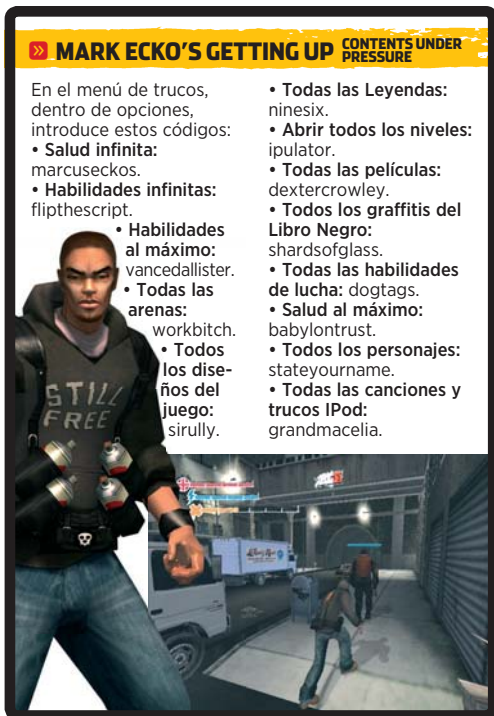 MARK ECKO'S GETTING UP CONTENTS UNDER
PRESSURE
En el menú de trucos,
dentro de opciones,
introduce estos códigos:
• Salud infinita:
marcuseckos.
• Habilidades infinitas:
flipthescript.
• Habilidades
al máximo:
vancedallister.
• Todas las
arenas:
workbitch.
• Todos
los dise-
ños del
juego:
sirully.
• Todas las Leyendas:
ninesix.
• Abrir todos los niveles:
ipulator.
• Todas las películas:
dextercrowley.
• Todos los graffitis del
Libro Negro:
shardsofglass.
• Todas las habilidades
de lucha: dogtags.
• Salud al máximo:
babylontrust.
• Todos los personajes:
stateyourname.
• Todas las canciones y
trucos IPod:
grandmacelia.
STILL
FREE